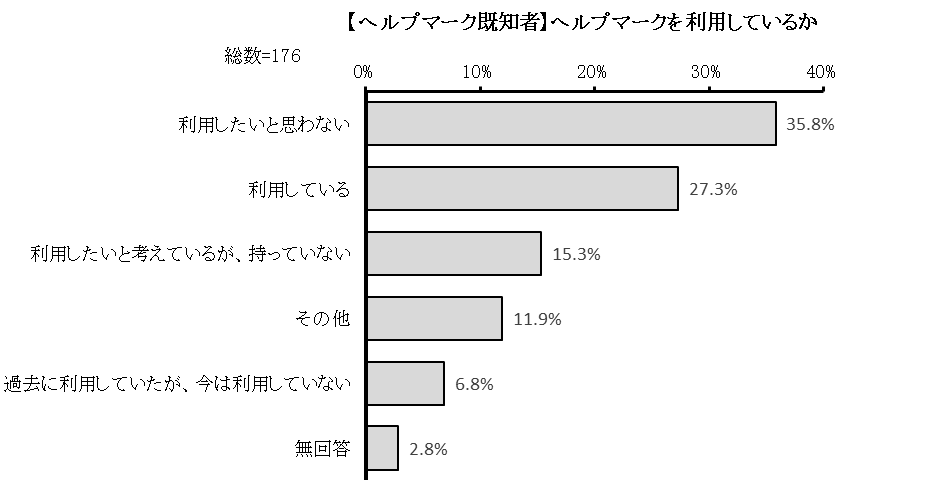 【ヘルプマーク既知者】ヘルプマークを利用しているか
総数=176
0% 10% 20% 30% 40%
利用したいと思わない 35.8%
利用している 27.3%
利用したいと考えているが、持っていない 15.3%
その他 11.9%
過去に利用していたが、今は利用していない 6.8%
無回答 2.8%